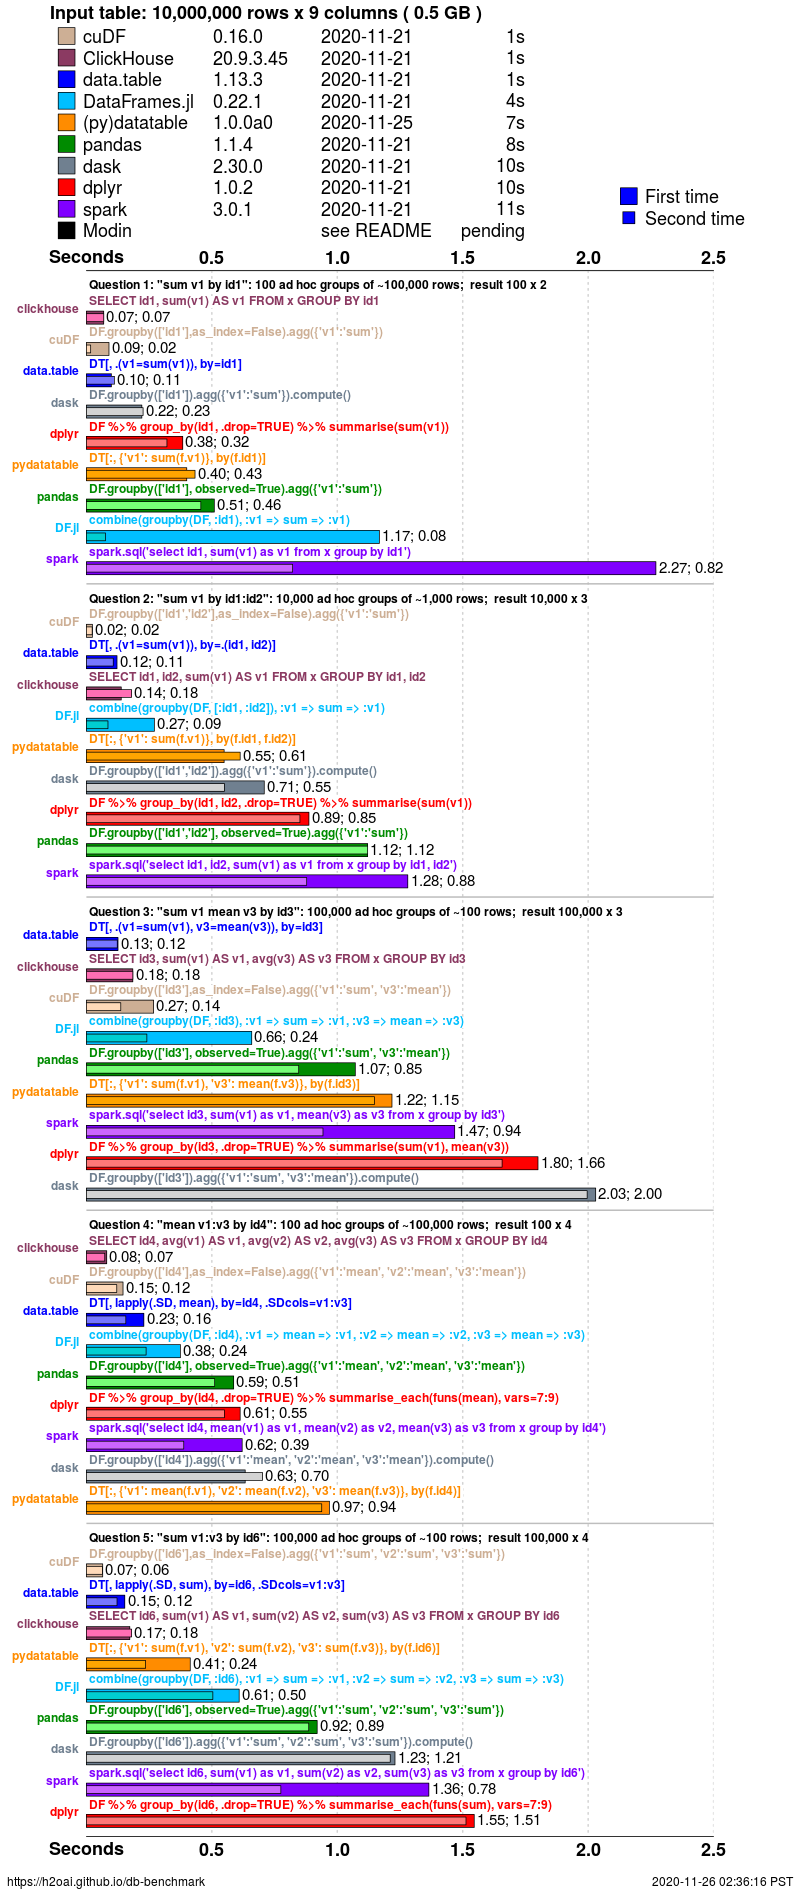 Input table: 10,000,000 rows x 9 columns ( 0.5 GB )
cuDF 0.16.0 2020-11-21 1s
ClickHouse 20.9.3.45 2020-11-21 1s
data.table 1.13.3 2020-11-21 1s
DataFrames.jl 0.22.1 2020-11-21 4s
(py)datatable 1.0.0a0 2020-11-25 7s
pandas 1.1.4 2020-11-21 8s
dask 2.30.0 2020-11-21 10s
dplyr 1.0.2 2020-11-21 10s
spark 3.0.1 2020-11-21 11s
Modin see README pending
First time
Second time
Seconds 0.5 1.0 1.5 2.0 2.5
Question 1: "sum v1 by id1": 100 ad hoc groups of ~100,000 rows; result 100 x 2
SELECT id1, sum(v1) AS v1 FROM x GROUP BY id1
clickhouse 0.07; 0.07
DF.groupby(['id1'],as_index=False).agg({'v1':'sum'})
cuDF 0.09; 0.02
DT[, .(v1=sum(v1)), by=id1]
data.table 0.10; 0.11
DF.groupby(['id1']).agg({'v1':'sum'}).compute()
dask 0.22; 0.23
DF %>% group_by(id1, .drop=TRUE) %>% summarise(sum(v1))
dplyr 0.38; 0.32
DT[:, {'v1': sum(f.v1)}, by(f.id1)]
pydatatable 0.40; 0.43
DF.groupby(['id1'], observed=True).agg({'v1':'sum'})
pandas 0.51; 0.46
combine(groupby(DF, :id1), :v1 => sum => :v1)
DF.jl 1.17; 0.08
spark.sql('select id1, sum(v1) as v1 from x group by id1')
spark 2.27; 0.82
Question 2: "sum v1 by id1:id2": 10,000 ad hoc groups of ~1,000 rows; result 10,000 x 3
DF.groupby(['id1','id2'],as_index=False).agg({'v1':'sum'})
cuDF 0.02; 0.02
DT[, .(v1=sum(v1)), by=.(id1, id2)]
data.table 0.12; 0.11
SELECT id1, id2, sum(v1) AS v1 FROM x GROUP BY id1, id2
clickhouse 0.14; 0.18
combine(groupby(DF, [:id1, :id2]), :v1 => sum => :v1)
DF.jl 0.27; 0.09
DT[:, {'v1': sum(f.v1)}, by(f.id1, f.id2)]
pydatatable 0.55; 0.61
DF.groupby(['id1','id2']).agg({'v1':'sum'}).compute()
dask 0.71; 0.55
DF %>% group_by(id1, id2, .drop=TRUE) %>% summarise(sum(v1))
dplyr 0.89; 0.85
DF.groupby(['id1','id2'], observed=True).agg({'v1':'sum'})
pandas 1.12; 1.12
spark.sql('select id1, id2, sum(v1) as v1 from x group by id1, id2')
spark 1.28; 0.88
Question 3: "sum v1 mean v3 by id3": 100,000 ad hoc groups of ~100 rows; result 100,000 x 3
DT[, .(v1=sum(v1), v3=mean(v3)), by=id3]
data.table 0.13; 0.12
SELECT id3, sum(v1) AS v1, avg(v3) AS v3 FROM x GROUP BY id3
clickhouse 0.18; 0.18
DF.groupby(['id3'],as_index=False).agg({'v1':'sum', 'v3':'mean'})
cuDF 0.27; 0.14
combine(groupby(DF, :id3), :v1 => sum => :v1, :v3 => mean => :v3)
DF.jl 0.66; 0.24
DF.groupby(['id3'], observed=True).agg({'v1':'sum', 'v3':'mean'})
pandas 1.07; 0.85
DT[:, {'v1': sum(f.v1), 'v3': mean(f.v3)}, by(f.id3)]
pydatatable 1.22; 1.15
spark.sql('select id3, sum(v1) as v1, mean(v3) as v3 from x group by id3')
spark 1.47; 0.94
DF %>% group_by(id3, .drop=TRUE) %>% summarise(sum(v1), mean(v3))
dplyr 1.80; 1.66
DF.groupby(['id3']).agg({'v1':'sum', 'v3':'mean'}).compute()
dask 2.03; 2.00
Question 4: "mean v1:v3 by id4": 100 ad hoc groups of ~100,000 rows; result 100 x 4
SELECT id4, avg(v1) AS v1, avg(v2) AS v2, avg(v3) AS v3 FROM x GROUP BY id4
clickhouse 0.08; 0.07
DF.groupby(['id4'],as_index=False).agg({'v1':'mean', 'v2':'mean', 'v3':'mean'})
cuDF 0.15; 0.12
DT[, lapply(.SD, mean), by=id4, .SDcols=v1:v3]
data.table 0.23; 0.16
combine(groupby(DF, :id4), :v1 => mean => :v1, :v2 => mean => :v2, :v3 => mean => :v3)
DF.jl 0.38; 0.24
DF.groupby(['id4'], observed=True).agg({'v1':'mean', 'v2':'mean', 'v3':'mean'})
pandas 0.59; 0.51
DF %>% group_by(id4, .drop=TRUE) %>% summarise_each(funs(mean), vars=7:9)
dplyr 0.61; 0.55
spark.sql('select id4, mean(v1) as v1, mean(v2) as v2, mean(v3) as v3 from x group by id4')
spark 0.62; 0.39
DF.groupby(['id4']).agg({'v1':'mean', 'v2':'mean', 'v3':'mean'}).compute()
dask 0.63; 0.70
DT[:, {'v1': mean(f.v1), 'v2': mean(f.v2), 'v3': mean(f.v3)}, by(f.id4)]
pydatatable 0.97; 0.94
Question 5: "sum v1:v3 by id6": 100,000 ad hoc groups of ~100 rows; result 100,000 x 4
DF.groupby(['id6'],as_index=False).agg({'v1':'sum', 'v2':'sum', 'v3':'sum'})
cuDF 0.07; 0.06
DT[, lapply(.SD, sum), by=id6, .SDcols=v1:v3]
data.table 0.15; 0.12
SELECT id6, sum(v1) AS v1, sum(v2) AS v2, sum(v3) AS v3 FROM x GROUP BY id6
clickhouse 0.17; 0.18
DT[:, {'v1': sum(f.v1), 'v2': sum(f.v2), 'v3': sum(f.v3)}, by(f.id6)]
pydatatable 0.41; 0.24
combine(groupby(DF, :id6), :v1 => sum => :v1, :v2 => sum => :v2, :v3 => sum => :v3)
DF.jl 0.61; 0.50
DF.groupby(['id6'], observed=True).agg({'v1':'sum', 'v2':'sum', 'v3':'sum'})
pandas 0.92; 0.89
DF.groupby(['id6']).agg({'v1':'sum', 'v2':'sum', 'v3':'sum'}).compute()
dask 1.23; 1.21
spark.sql('select id6, sum(v1) as v1, sum(v2) as v2, sum(v3) as v3 from x group by id6')
spark 1.36; 0.78
DF %>% group_by(id6, .drop=TRUE) %>% summarise_each(funs(sum), vars=7:9)
dplyr 1.55; 1.51
Seconds 0.5 1.0 1.5 2.0 2.5
https://h2oai.github.io/db-benchmark 2020-11-26 02:36:16 PST